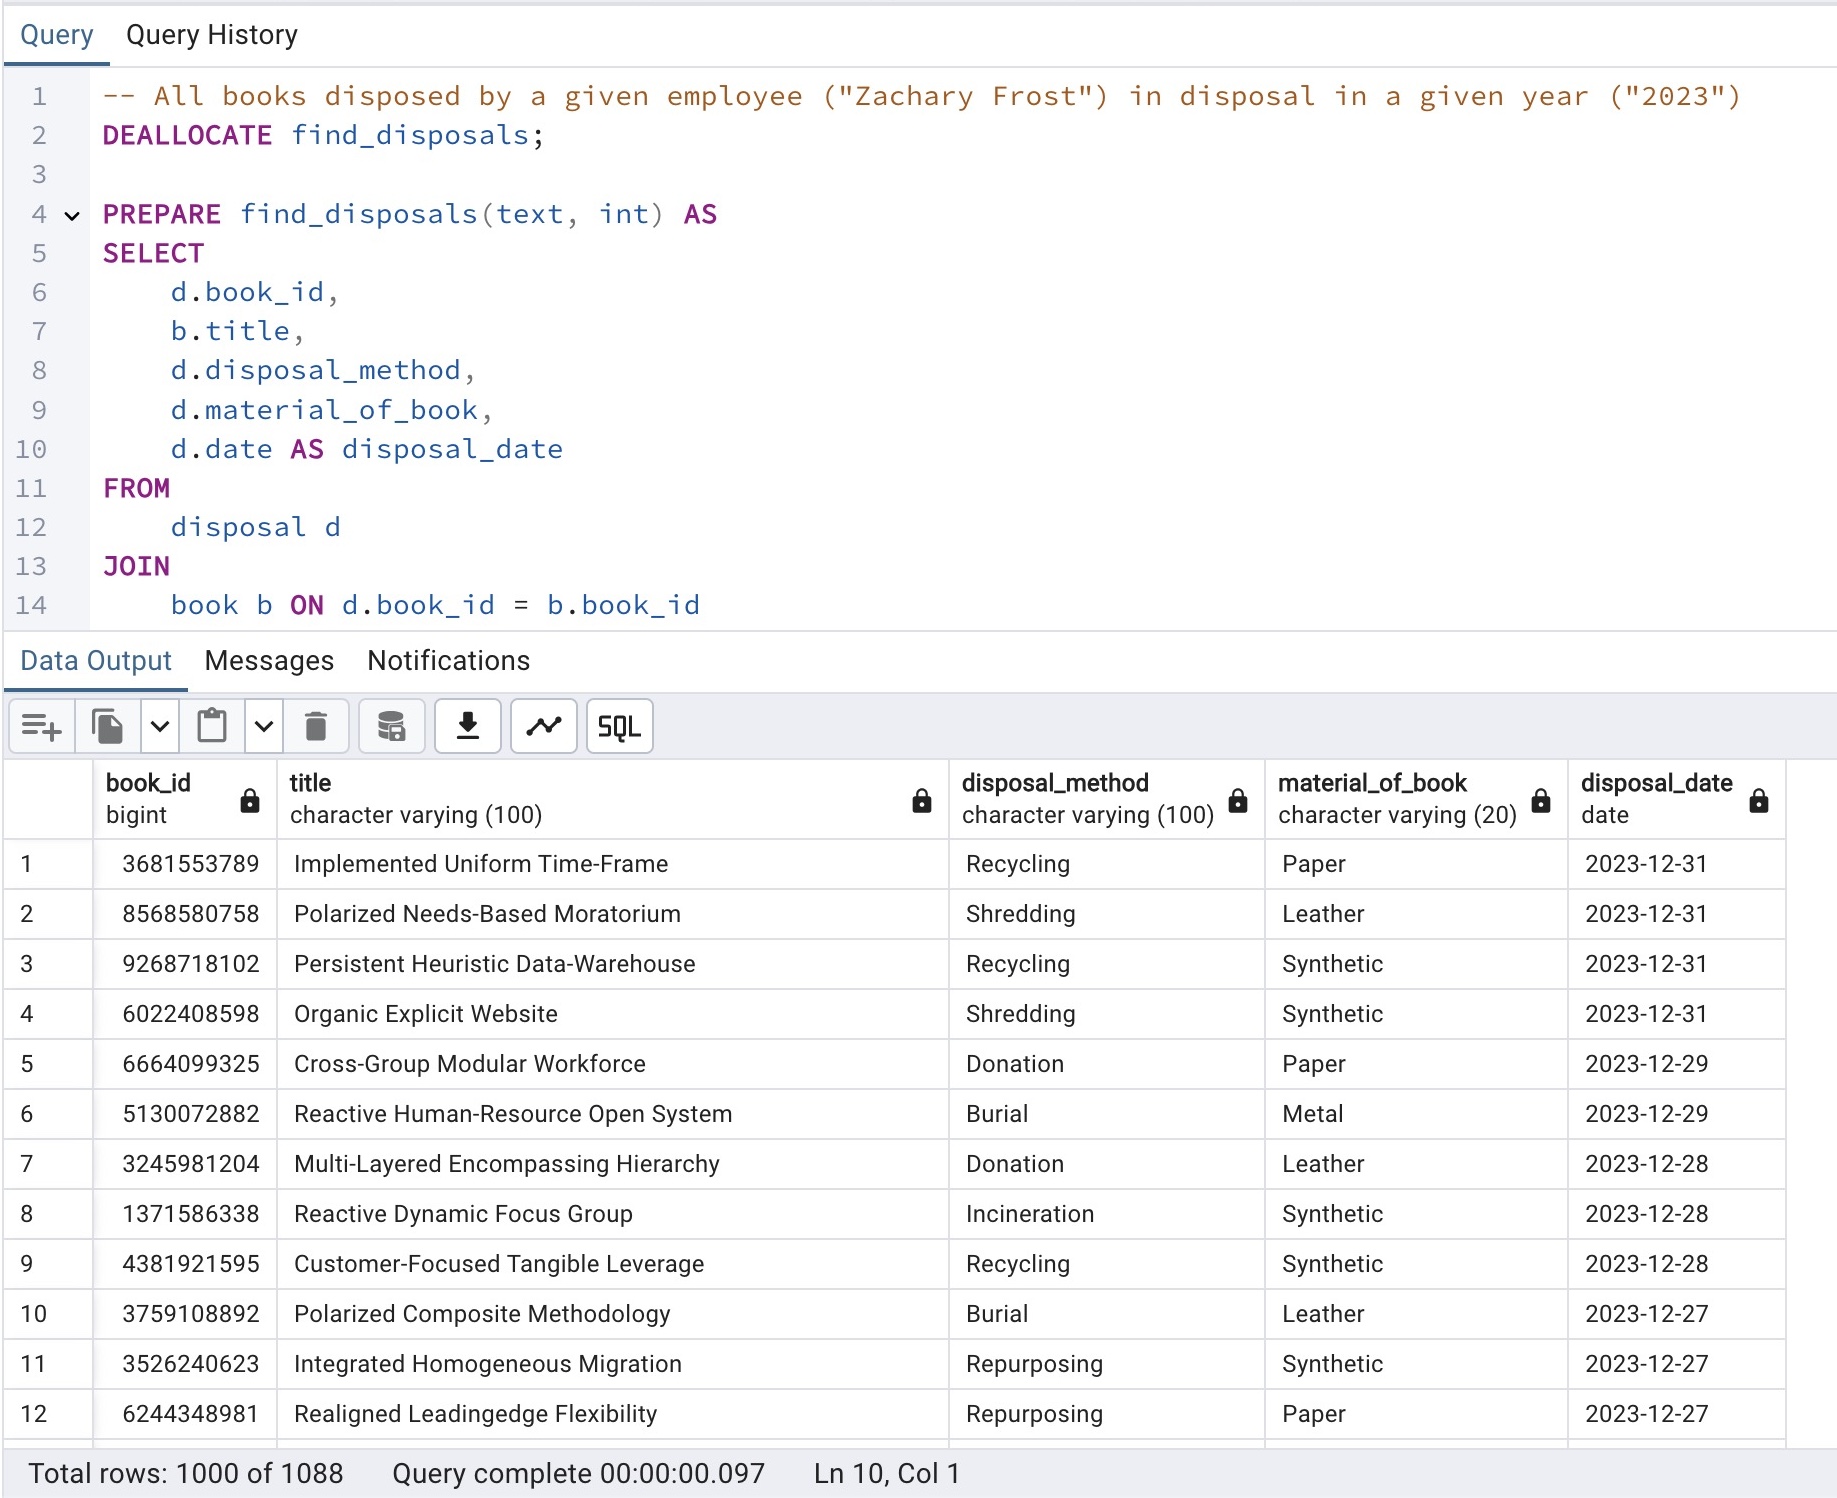 Query Query History
1 -- All books disposed by a given employee ("Zachary Frost") in disposal in a given year ("2023")
2 DEALLOCATE find_disposals;
3
4 PREPARE find_disposals(text, int) AS
5 SELECT
6 d.book_id,
7 b.title,
8 d.disposal_method,
9 d.material_of_book,
10 d.date AS disposal_date
11 FROM
12 disposal d
13 JOIN
14 book b ON d.book_id = b.book_id
Data Output Messages Notifications
SQL
book_id title disposal_method material_of_book disposal_date
bigint character varying (100) character varying (100) character varying (20) date
1 3681553789 Implemented Uniform Time-Frame Recycling Paper 2023-12-31
2 8568580758 Polarized Needs-Based Moratorium Shredding Leather 2023-12-31
3 9268718102 Persistent Heuristic Data-Warehouse Recycling Synthetic 2023-12-31
4 6022408598 Organic Explicit Website Shredding Synthetic 2023-12-31
5 6664099325 Cross-Group Modular Workforce Donation Paper 2023-12-29
6 5130072882 Reactive Human-Resource Open System Burial Metal 2023-12-29
7 3245981204 Multi-Layered Encompassing Hierarchy Donation Leather 2023-12-28
8 1371586338 Reactive Dynamic Focus Group Incineration Synthetic 2023-12-28
9 4381921595 Customer-Focused Tangible Leverage Recycling Synthetic 2023-12-28
10 3759108892 Polarized Composite Methodology Burial Leather 2023-12-27
11 3526240623 Integrated Homogeneous Migration Repurposing Synthetic 2023-12-27
12 6244348981 Realigned Leadingedge Flexibility Repurposing Paper 2023-12-27
Total rows: 1000 of 1088 Query complete 00:00:00.097 Ln 10, Col 1